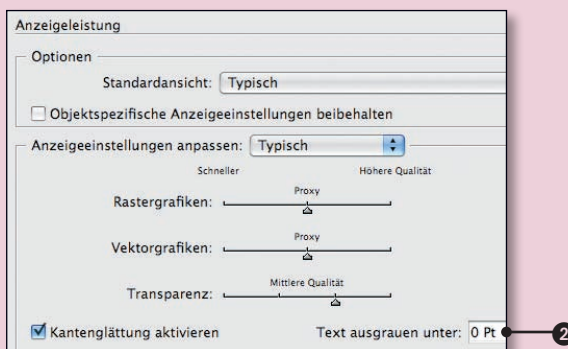 Anzeigeleistung
Optionen
Standardansicht: Typisch
Objektspezifische Anzeigeeinstellungen beibehalten
Anzeigeeinstellungen anpassen: Typisch
Schneller Höhere Qualität
Proxy
Rastergrafiken:
Proxy
Vektorgrafiken:
Mittlere Qualität
Transparenz:
Kantenglättung aktivieren Text ausgrauen unter: 0 Pt 2